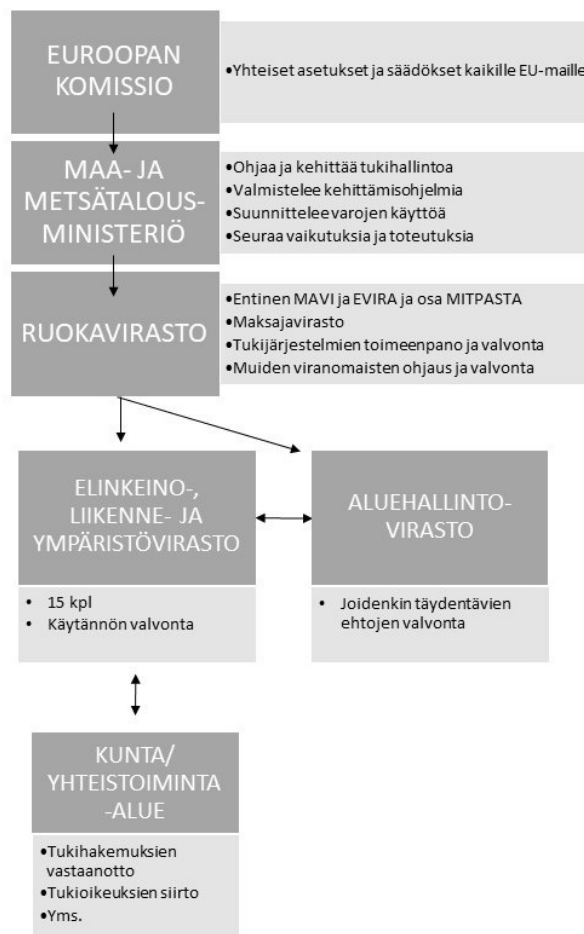 EUROOPAN
KOMISSIO
•Yhteiset asetukset ja säädökset kaikille EU-maille
MAA- JA
METSÄTALOUS-
MINISTERIÖ
•Ohjaa ja kehittää tukihallintoa
•Valmistelee kehittämisohjelmia
•Suunnittelee varojen käyttöä
•Seuraa vaikutuksia ja toteutuksia
RUOKAVIRASTO
•Entinen MAVI ja EVIRA ja osa MITPASTA
•Maksajavirasto
•Tukijärjestelmien toimeenpano ja valvonta
•Muiden viranomaisten ohjaus ja valvonta
ELINKEINO-,
LIIKENNE- JA
YMPÄRISTÖVIRASTO
• 15 kpl
• Käytännön valvonta
ALUEHALLINTO-
VIRASTO
• Joidenkin täydentävien
ehtojen valvonta
KUNTA/
YHTEISTOIMINTA
-ALUE
•Tukihakemuksien
vastaanotto
•Tukioikeuksien siirto
•Yms.